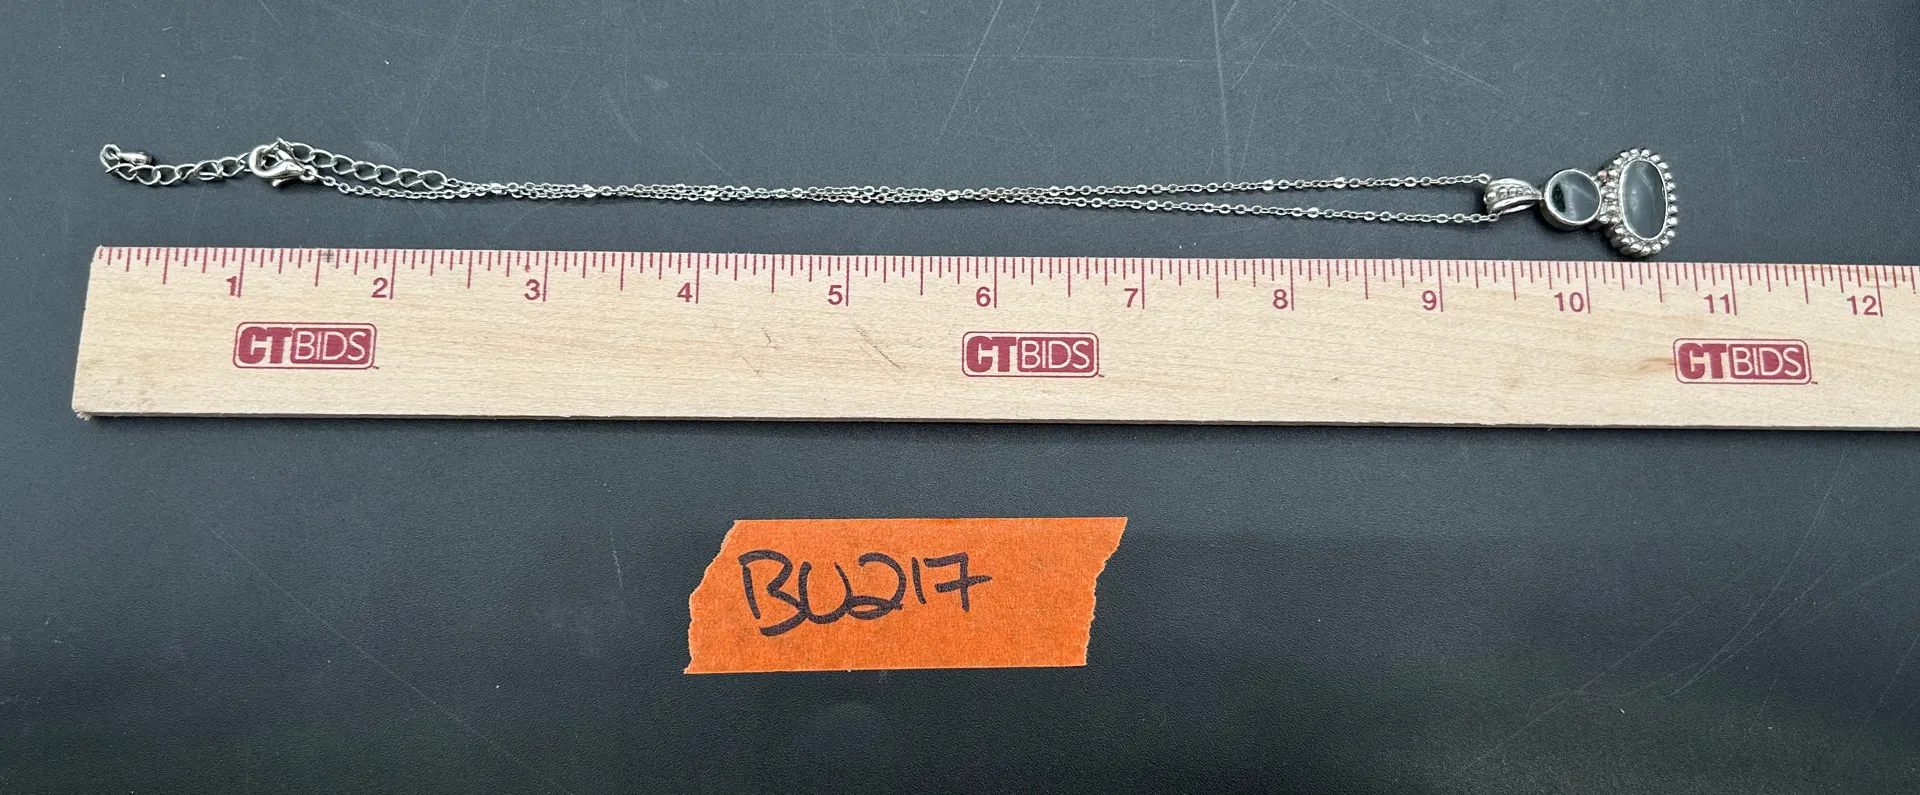 1 2 3 4 5 6 7 8 9 10 11 12
CTBIDS CTBIDS CTBIDS
BU217